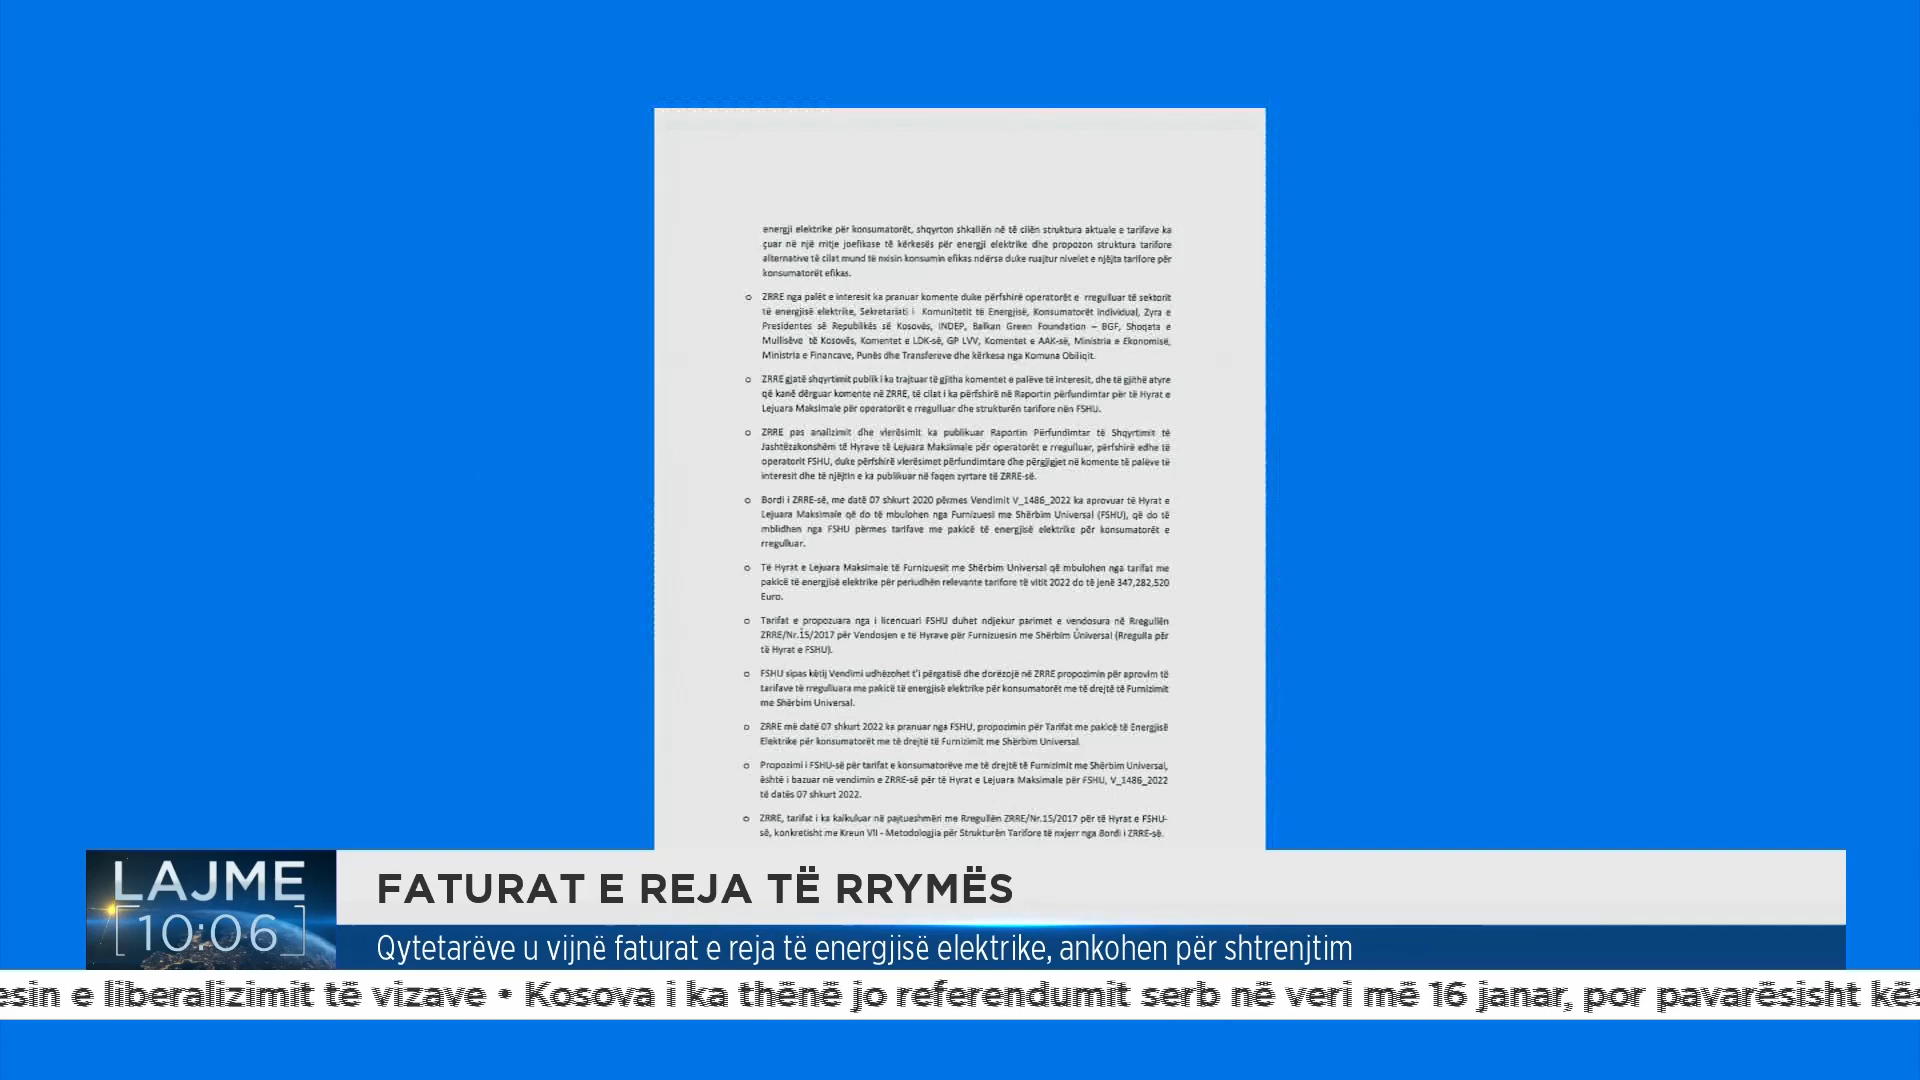 energji elektrike për konsumatorët, shqyrton shkallën në të cilën struktura aktuale e tarifave ka
çuar në një rritje joefikase të kërkesës për energji elektrike dhe propozon struktura tarifore
alternative të cilat mund të nxisin konsumin efikas ndërsa duke ruajtur nivelet e njëjta tarifore për
konsumatorët efikas.
o ZRRE nga palët e interesit ka pranuar komente duke përfshirë operatorët e rregulluar të sektorit
të energjisë elektrike, Sekretariati i Komunitetit të Energjisë, Konsumatorët Individual, Zyra e
Presidentes së Republikës së Kosovës, INDEP, Balkan Green Foundation – BGF, Shoqata e
Mullisëve të Kosovës, Komentet e LDK-së, GP LVV, Komentet e AAK-së, Ministria e Ekonomisë,
Ministria e Financave, Punës dhe Transfereve dhe kërkesa nga Komuna Obiliqit.
o ZRRE gjatë shqyrtimit publik i ka trajtuar të gjitha komentet e palëve të interesit, dhe të gjithë atyre
që kanë dërguar komente në ZRRE, të cilat i ka përfshirë në Raportin përfundimtar për të Hyrat e
Lejuara Maksimale për operatorët e rregulluar dhe strukturën tarifore nën FSHU.
o ZRRE pas analizimit dhe vlerësimit ka publikuar Raportin Përfundimtar të Shqyrtimit të
Jashtëzakonshëm të Hyrave të Lejuara Maksimale për operatorët e rregulluar, përfshirë edhe të
operatorit FSHU, duke përfshirë vlerësimet përfundimtare dhe përgjigjet në komente të palëve të
interesit dhe të njëjtin e ka publikuar në faqen zyrtare të ZRRE-së.
o Bordi i ZRRE-së, me datë 07 shkurt 2020 përmes Vendimit V_1486_2022 ka aprovuar të Hyrat e
Lejuara Maksimale që do të mbulohen nga Furnizuesi me Shërbim Universal (FSHU), që do të
mblidhen nga FSHU përmes tarifave me pakicë të energjisë elektrike për konsumatorët e
rregulluar.
o Të Hyrat e Lejuara Maksimale të Furnizuesit me Shërbim Universal që mbulohen nga tarifat me
pakicë të energjisë elektrike për periudhën relevante tarifore të vitit 2022 do të jenë 347,282,520
Euro.
o Tarifat e propozuara nga i licencuari FSHU duhet ndjekur parimet e vendosura në Rregullën
ZRRE/Nr.15/2017 për Vendosjen e të Hyrave për Furnizuesin me Shërbim Universal (Rregulla për
të Hyrat e FSHU).
o FSHU sipas këtij Vendimi udhëzohet t'i përgatisë dhe dorëzojë në ZRRE propozimin për aprovim të
tarifave të rregulluara me pakicë të energjisë elektrike për konsumatorët me të drejtë të Furnizimit
me Shërbim Universal.
o ZRRE më datë 07 shkurt 2022 ka pranuar nga FSHU, propozimin për Tarifat me pakicë të Energjisë
Elektrike për konsumatorët me të drejtë të Furnizimit me Shërbim Universal.
o Propozimi i FSHU-së për tarifat e konsumatorëve me të drejtë të Furnizimit me Shërbim Universal,
është i bazuar në vendimin e ZRRE-së për të Hyrat e Lejuara Maksimale për FSHU, V_1486_2022
të datës 07 shkurt 2022.
o ZRRE, tarifat i ka kalkuluar në pajtueshmëri me Rregullën ZRRE/Nr.15/2017 për të Hyrat e FSHU-
së, konkretisht me Kreun VII - Metodologjia për Strukturën Tarifore të nxjerr nga Bordi i ZRRE-së.
LAJME
10:06
FATURAT E REJA TË RRYMËS
Qytetarëve u vijnë faturat e reja të energjisë elektrike, ankohen për shtrenjtim
esin e liberalizimit të vizave • Kosova i ka thënë jo referendumit serb në veri më 16 janar, por pavarësisht kës